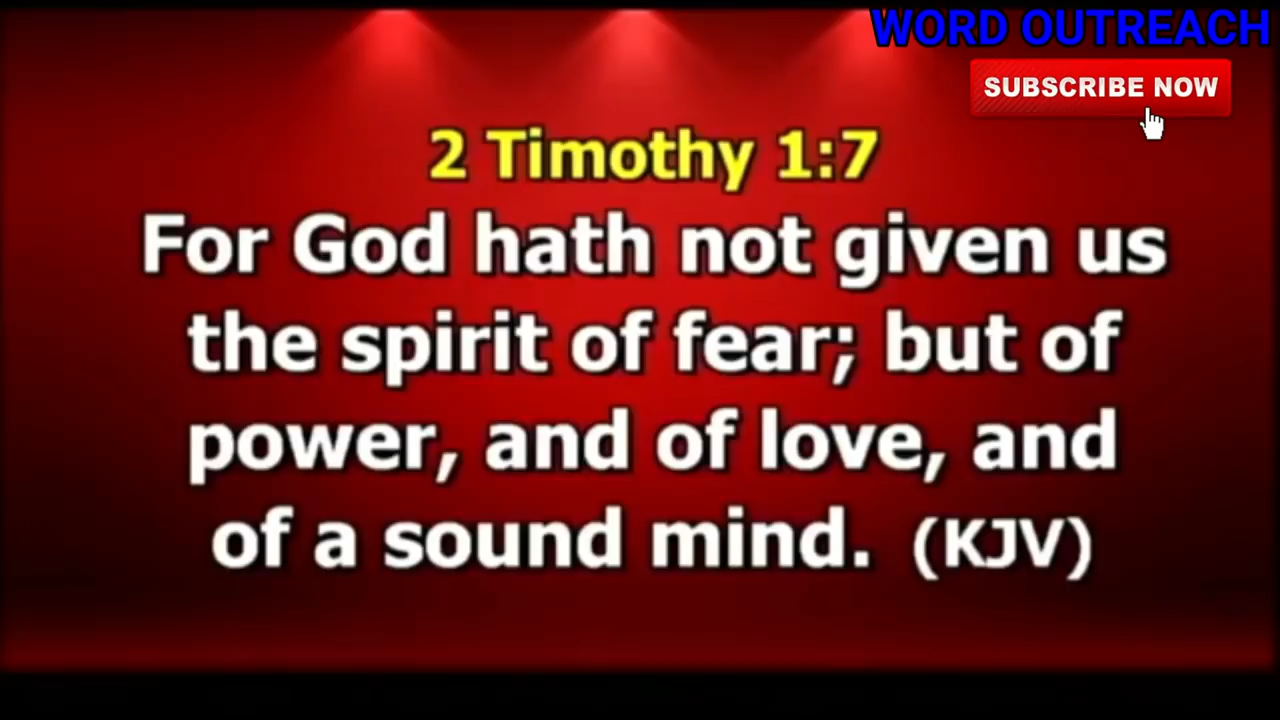 WORD OUTREACH
SUBSCRIBE NOW
2 Timothy 1:7
For God hath not given us
the spirit of fear; but of
power, and of love, and
of a sound mind. (KJV)